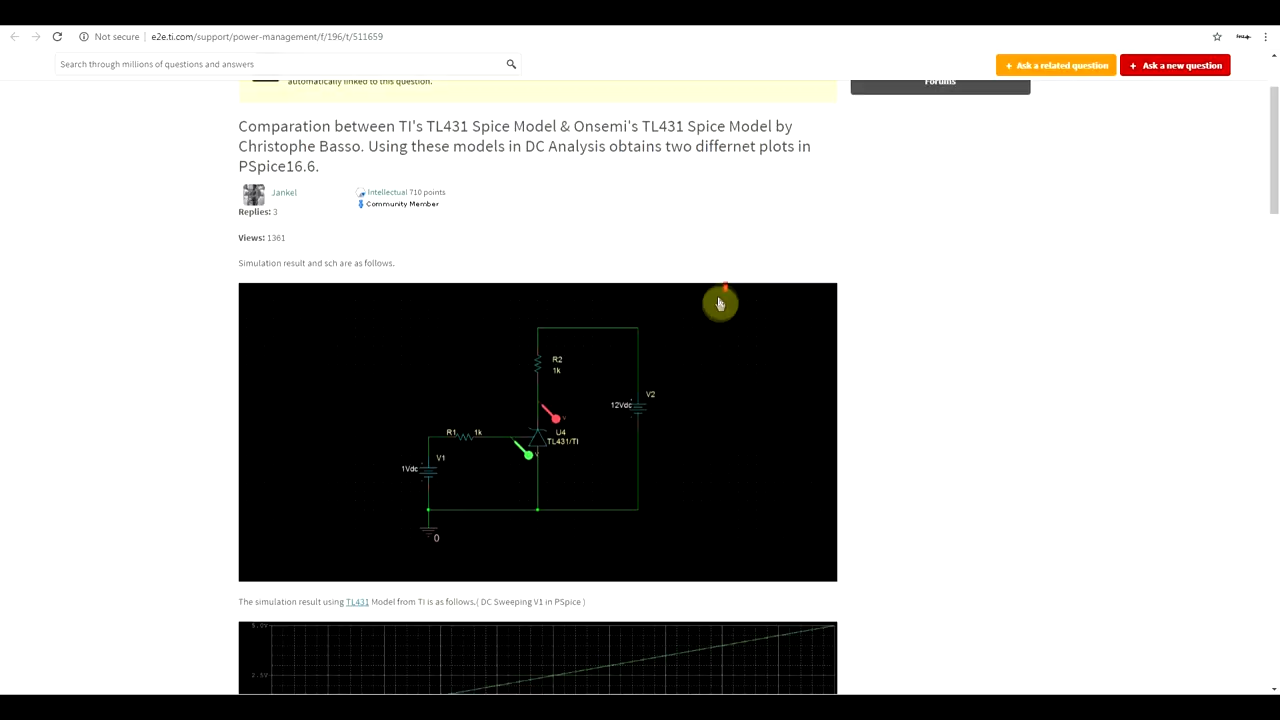 Not secure
e2e.ti.com/support/power-management/f/196/t/511659
Search through millions of questions and answers
+ Ask a related question
+ Ask a new question
automatically linked to this question.
Forums
Comparation between TI's TL431 Spice Model & Onsemi's TL431 Spice Model by
Christophe Basso. Using these models in DC Analysis obtains two differnet plots in
PSpice16.6.
Jankel
Intellectual 710 points
Community Member
Replies: 3
Views: 1361
Simulation result and sch are as follows.
R2
1k
V2
12Vdc
V
R1
1k
U4
TL431/TI
V
V1
1Vdc
0
The simulation result using TL431 Model from TI is as follows.( DC Sweeping V1 in PSpice )
5.0V
2.5V